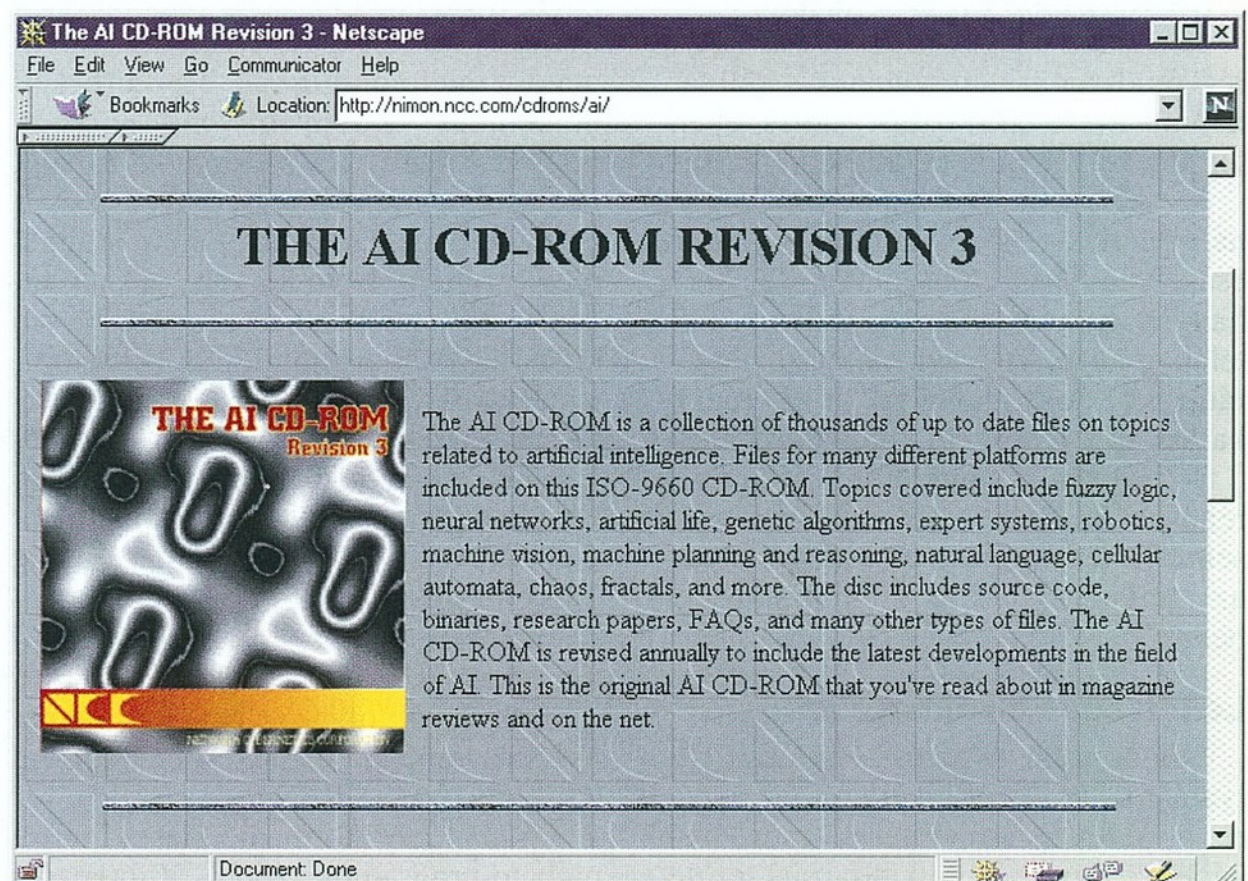 The AI CD-ROM Revision 3 - Netscape
File Edit View Go Communicator Help
Bookmarks Location: http://nimon.ncc.com/cdroms/ai/
N
THE AI CD-ROM REVISION 3
THE AI CD-ROM
Revision 3
NCC
The AI CD-ROM is a collection of thousands of up to date files on topics
related to artificial intelligence. Files for many different platforms are
included on this ISO-9660 CD-ROM. Topics covered include fuzzy logic,
neural networks, artificial life, genetic algorithms, expert systems, robotics,
machine vision, machine planning and reasoning, natural language, cellular
automata, chaos, fractals, and more. The disc includes source code,
binaries, research papers, FAQs, and many other types of files. The AI
CD-ROM is revised annually to include the latest developments in the field
of AI. This is the original AI CD-ROM that you've read about in magazine
reviews and on the net.
Document: Done